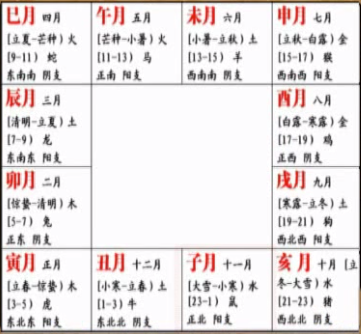 巳月 四月
[立夏-芒种) 火
[9-11) 蛇
东南南 阴支
午月 五月
[芒种-小暑) 火
[11-13) 马
正南 阳支
未月 六月
[小暑-立秋) 土
[13-15) 羊
西南南 阴支
申月 七月
[立秋-白露) 金
[15-17) 猴
西南西 阳支
辰月 三月
[清明-立夏) 土
[7-9) 龙
东南东 阳支
酉月 八月
[白露-寒露) 金
[17-19) 鸡
正西 阴支
卯月 二月
[惊蛰-清明) 木
[5-7) 兔
正东 阴支
戌月 九月
[寒露-立冬) 土
[19-21) 狗
西北西 阳支
寅月 正月
[立春-惊蛰) 木
[3-5) 虎
东北东 阳支
丑月 十二月
[小寒-立春) 土
[1-3) 牛
东北北 阴支
子月 十一月
[大雪-小寒) 水
[23-1) 鼠
正北 阳支
亥月 十月 [立
冬-大雪) 水
[21-23) 猪
西北北 阴支